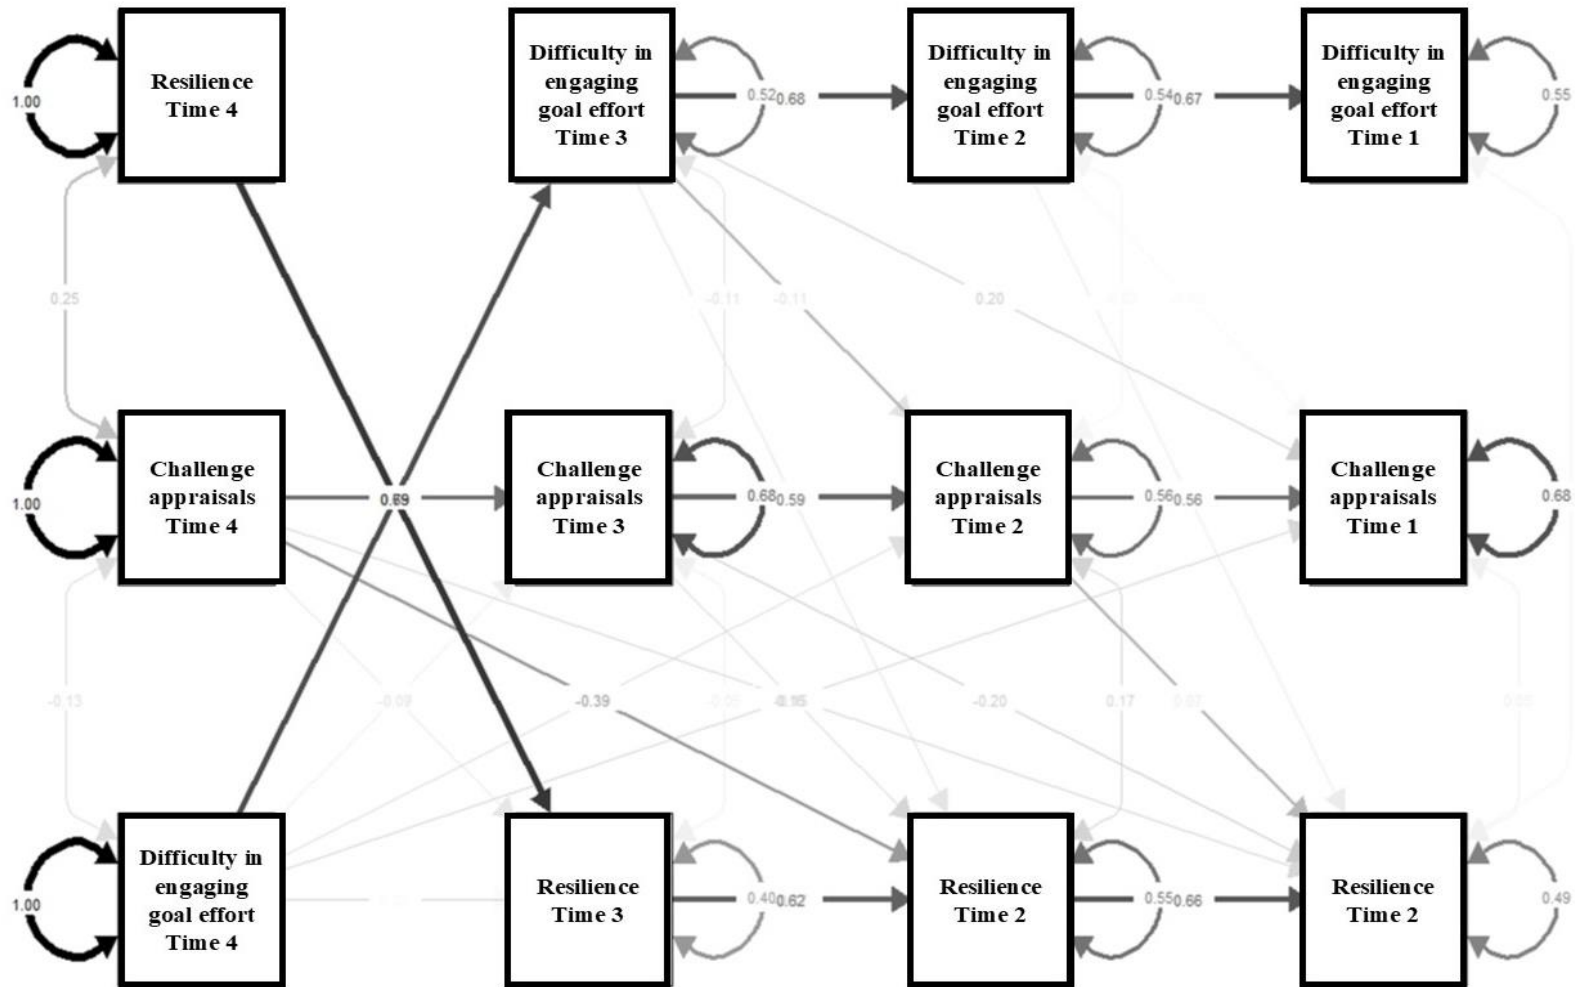 Resilience
Time 4
Difficulty in
engaging
goal effort
Time 3
Difficulty in
engaging
goal effort
Time 2
Difficulty in
engaging
goal effort
Time 1
1.00
0.52
0.68
0.54
0.67
0.55
0.25
-0.11
-0.11
0.20
Challenge
appraisals
Time 4
Challenge
appraisals
Time 3
Challenge
appraisals
Time 2
Challenge
appraisals
Time 1
1.00
0.68
0.59
0.56
0.56
0.68
-0.13
-0.09
-0.39
-0.20
0.17
Difficulty in
engaging
goal effort
Time 4
Resilience
Time 3
Resilience
Time 2
Resilience
Time 2
1.00
0.40
0.62
0.55
0.66
0.49